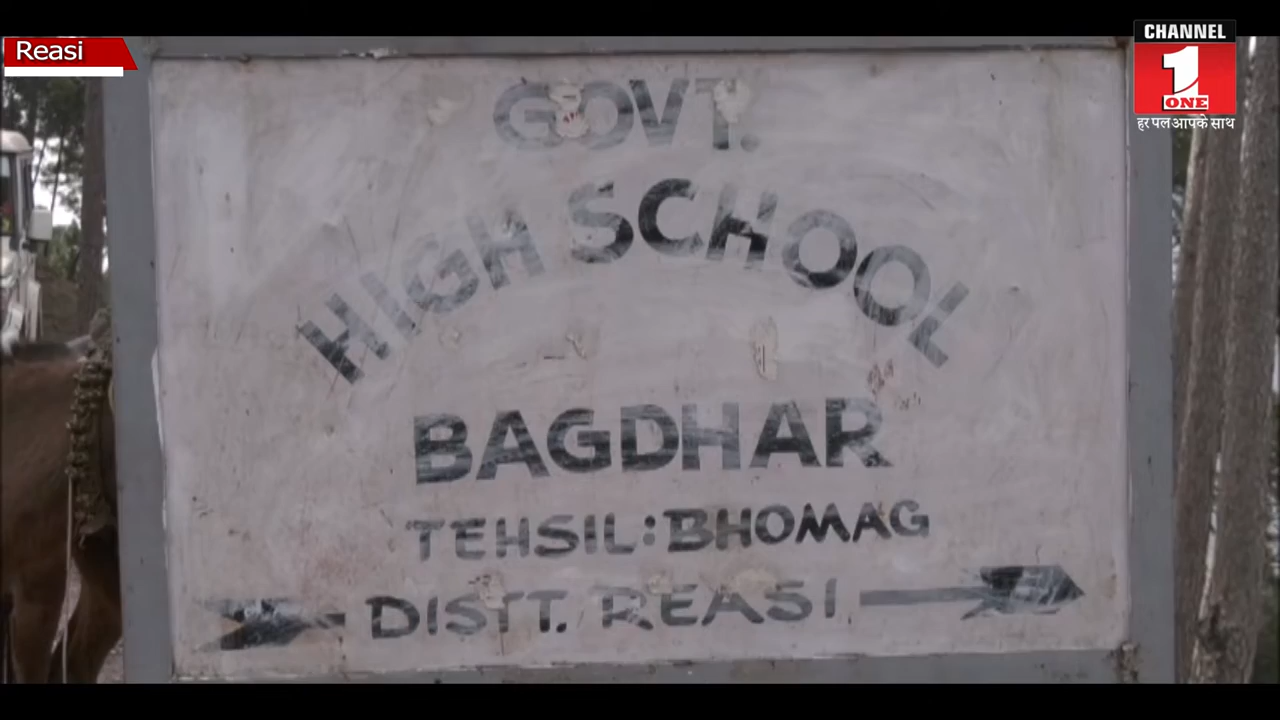 Reasi
CHANNEL
1
ONE
हर पल आपके साथ
GOVT.
HIGH SCHOOL
BAGDHAR
TEHSIL:BHOMAG
DISTT. REASI